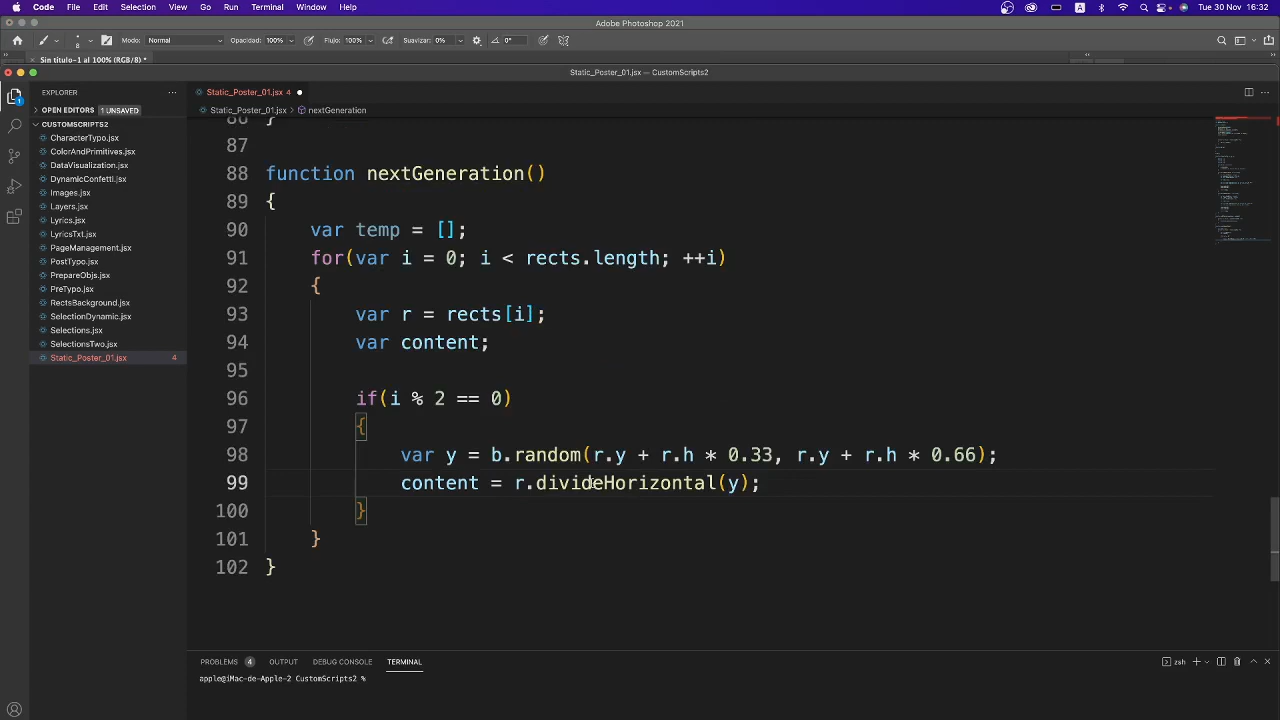 Code File Edit Selection View Go Run Terminal Window Help A Tue 30 Nov 16:32
Adobe Photoshop 2021
8 Modo: Normal Opacidad: 100% Flujo: 100% Suavizar: 0% 0°
Sin título-1 al 100% (RGB/8) *
Static_Poster_01.jsx — CustomScripts2
EXPLORER
Static_Poster_01.jsx 4
OPEN EDITORS 1 UNSAVED
Static_Poster_01.jsx > nextGeneration
CUSTOMSCRIPTS2
CharacterTypo.jsx
ColorAndPrimitives.jsx
DataVisualization.jsx
DynamicConfetti.jsx
Images.jsx
Layers.jsx
Lyrics.jsx
LyricsTxt.jsx
PageManagement.jsx
PostTypo.jsx
PrepareObjs.jsx
PreTypo.jsx
RectsBackground.jsx
SelectionDynamic.jsx
Selections.jsx
SelectionsTwo.jsx
Static_Poster_01.jsx 4
86 }
87
88 function nextGeneration()
89 {
90 var temp = [];
91 for(var i = 0; i < rects.length; ++i)
92 {
93 var r = rects[i];
94 var content;
95
96 if(i % 2 == 0)
97 {
98 var y = b.random(r.y + r.h * 0.33, r.y + r.h * 0.66);
99 content = r.divideHorizontal(y);
100 }
101 }
102 }
PROBLEMS 4 OUTPUT DEBUG CONSOLE TERMINAL
zsh
apple@iMac-de-Apple-2 CustomScripts2 %
1